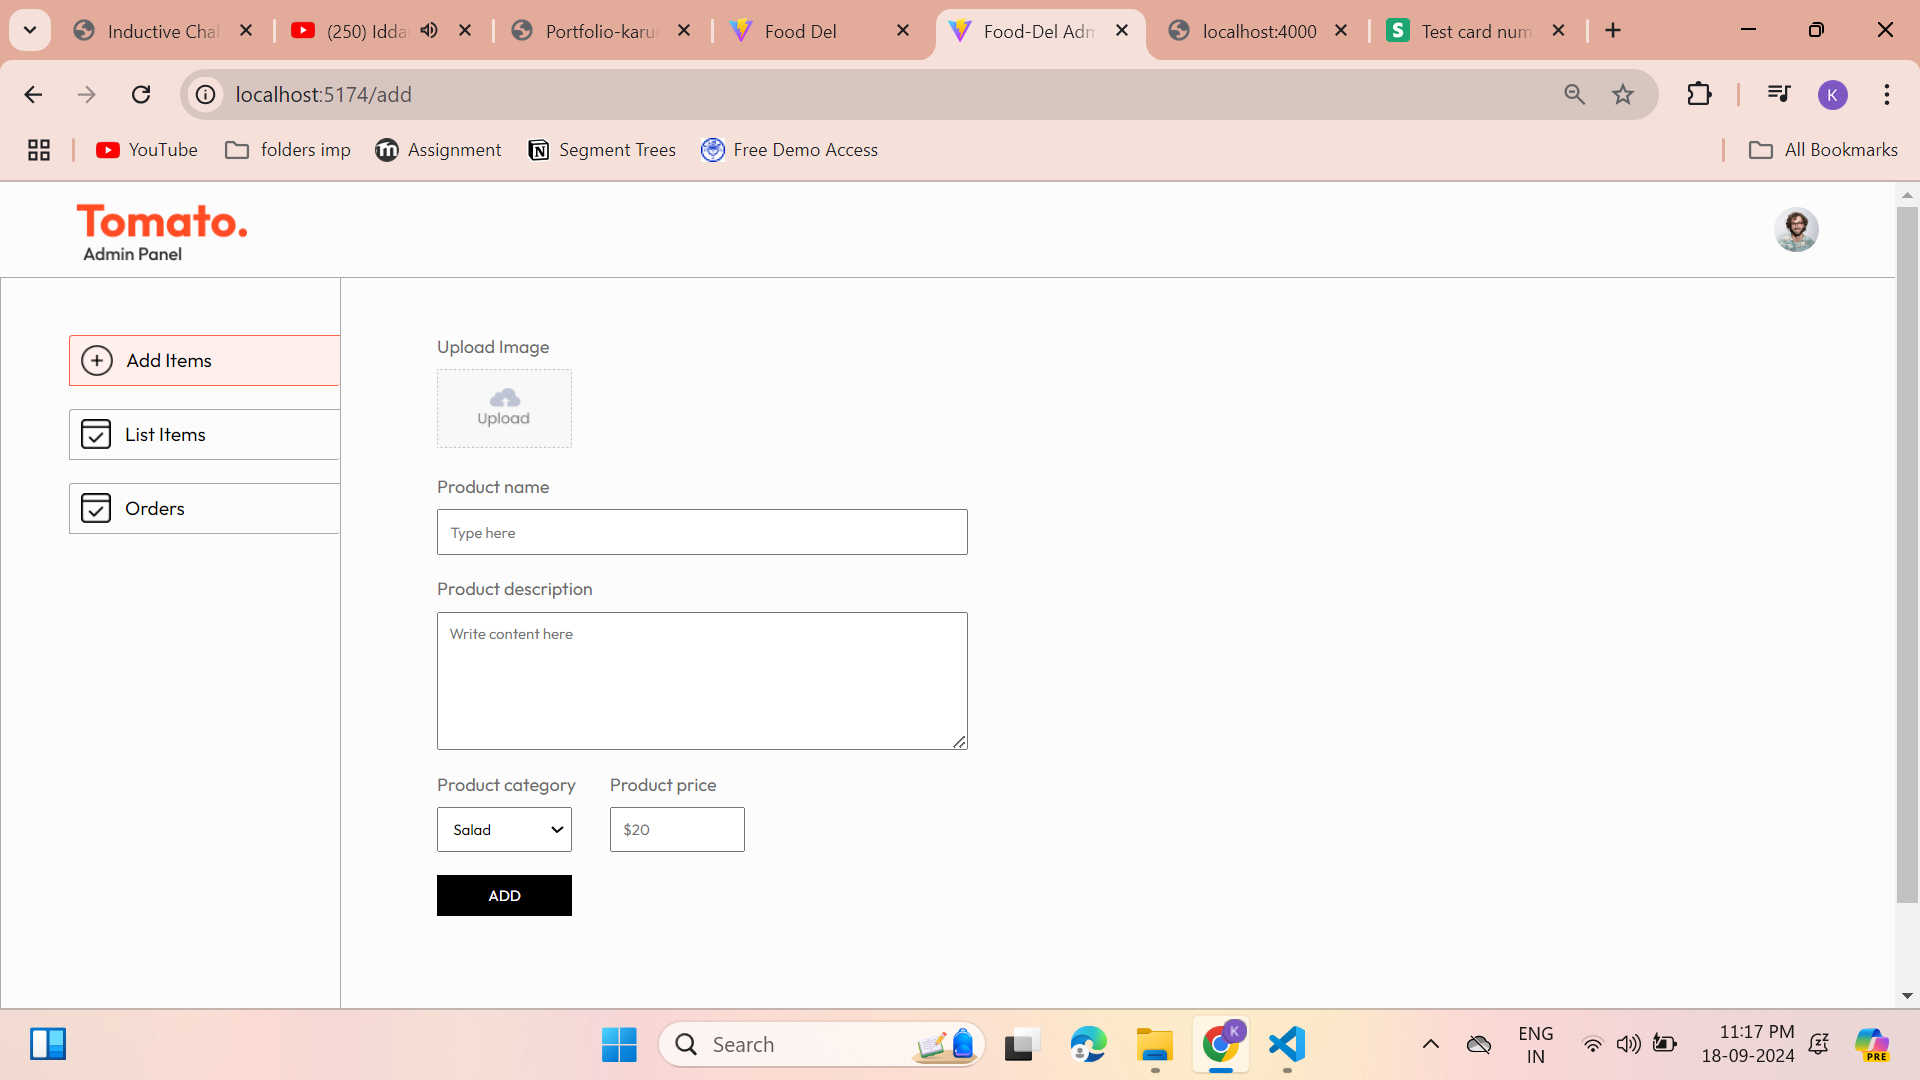 Inductive Chal
(250) Idda
Portfolio-karu
Food Del
Food-Del Adm
localhost:4000
S
Test card num
localhost:5174/add
K
YouTube
folders imp
Assignment
Segment Trees
Free Demo Access
All Bookmarks
Tomato.
Admin Panel
Add Items
List Items
Orders
Upload Image
Upload
Product name
Type here
Product description
Write content here
Product category
Product price
Salad
$20
ADD
Search
K
ENG
IN
11:17 PM
18-09-2024
PRE